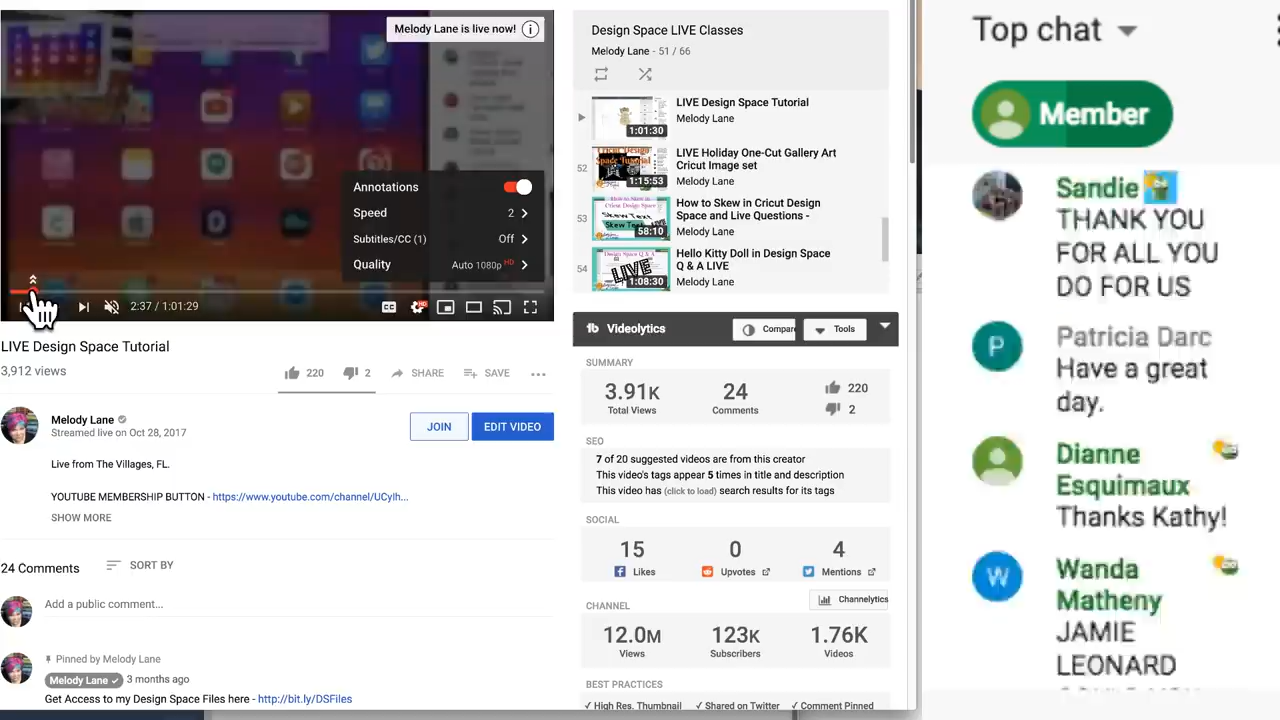 Melody Lane is live now!
Annotations
Speed
2
Subtitles/CC (1)
Off
Quality
Auto 1080p HD
2:37 / 1:01:29
LIVE Design Space Tutorial
3,912 views
220
2
SHARE
SAVE
Melody Lane
Streamed live on Oct 28, 2017
JOIN
EDIT VIDEO
Live from The Villages, FL.
YOUTUBE MEMBERSHIP BUTTON - https://www.youtube.com/channel/UCyIh...
SHOW MORE
24 Comments
SORT BY
Add a public comment...
Pinned by Melody Lane
Melody Lane
3 months ago
Get Access to my Design Space Files here - http://bit.ly/DSFiles
Design Space LIVE Classes
Melody Lane - 51 / 66
LIVE Design Space Tutorial
Melody Lane
1:01:30
52
LIVE Holiday One-Cut Gallery Art
Cricut Image set
Melody Lane
1:15:53
53
How to Skew in Cricut Design
Space and Live Questions -
Melody Lane
58:10
54
Hello Kitty Doll in Design Space
Q & A LIVE
Melody Lane
1:08:30
Videolytics
Compar
Tools
SUMMARY
3.91K
Total Views
24
Comments
220
2
SEO
7 of 20 suggested videos are from this creator
This video's tags appear 5 times in title and description
This video has (click to load) search results for its tags
SOCIAL
15
Likes
0
Upvotes
4
Mentions
CHANNEL
Channelytics
12.0M
Views
123K
Subscribers
1.76K
Videos
BEST PRACTICES
✓ High Res. Thumbnail
✓ Shared on Twitter
✓ Comment Pinned
Top chat
Member
Sandie
THANK YOU
FOR ALL YOU
DO FOR US
P
Patricia Darc
Have a great
day.
Dianne
Esquimaux
Thanks Kathy!
W
Wanda
Matheny
JAMIE
LEONARD